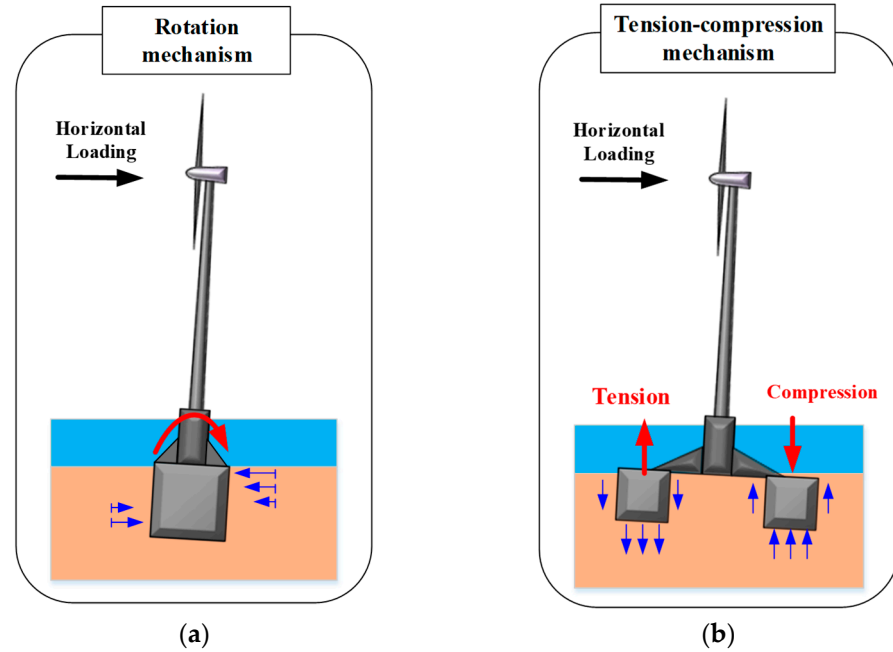 Rotation
mechanism
Horizontal
Loading
(a)
Tension-compression
mechanism
Horizontal
Loading
Tension
Compression
(b)